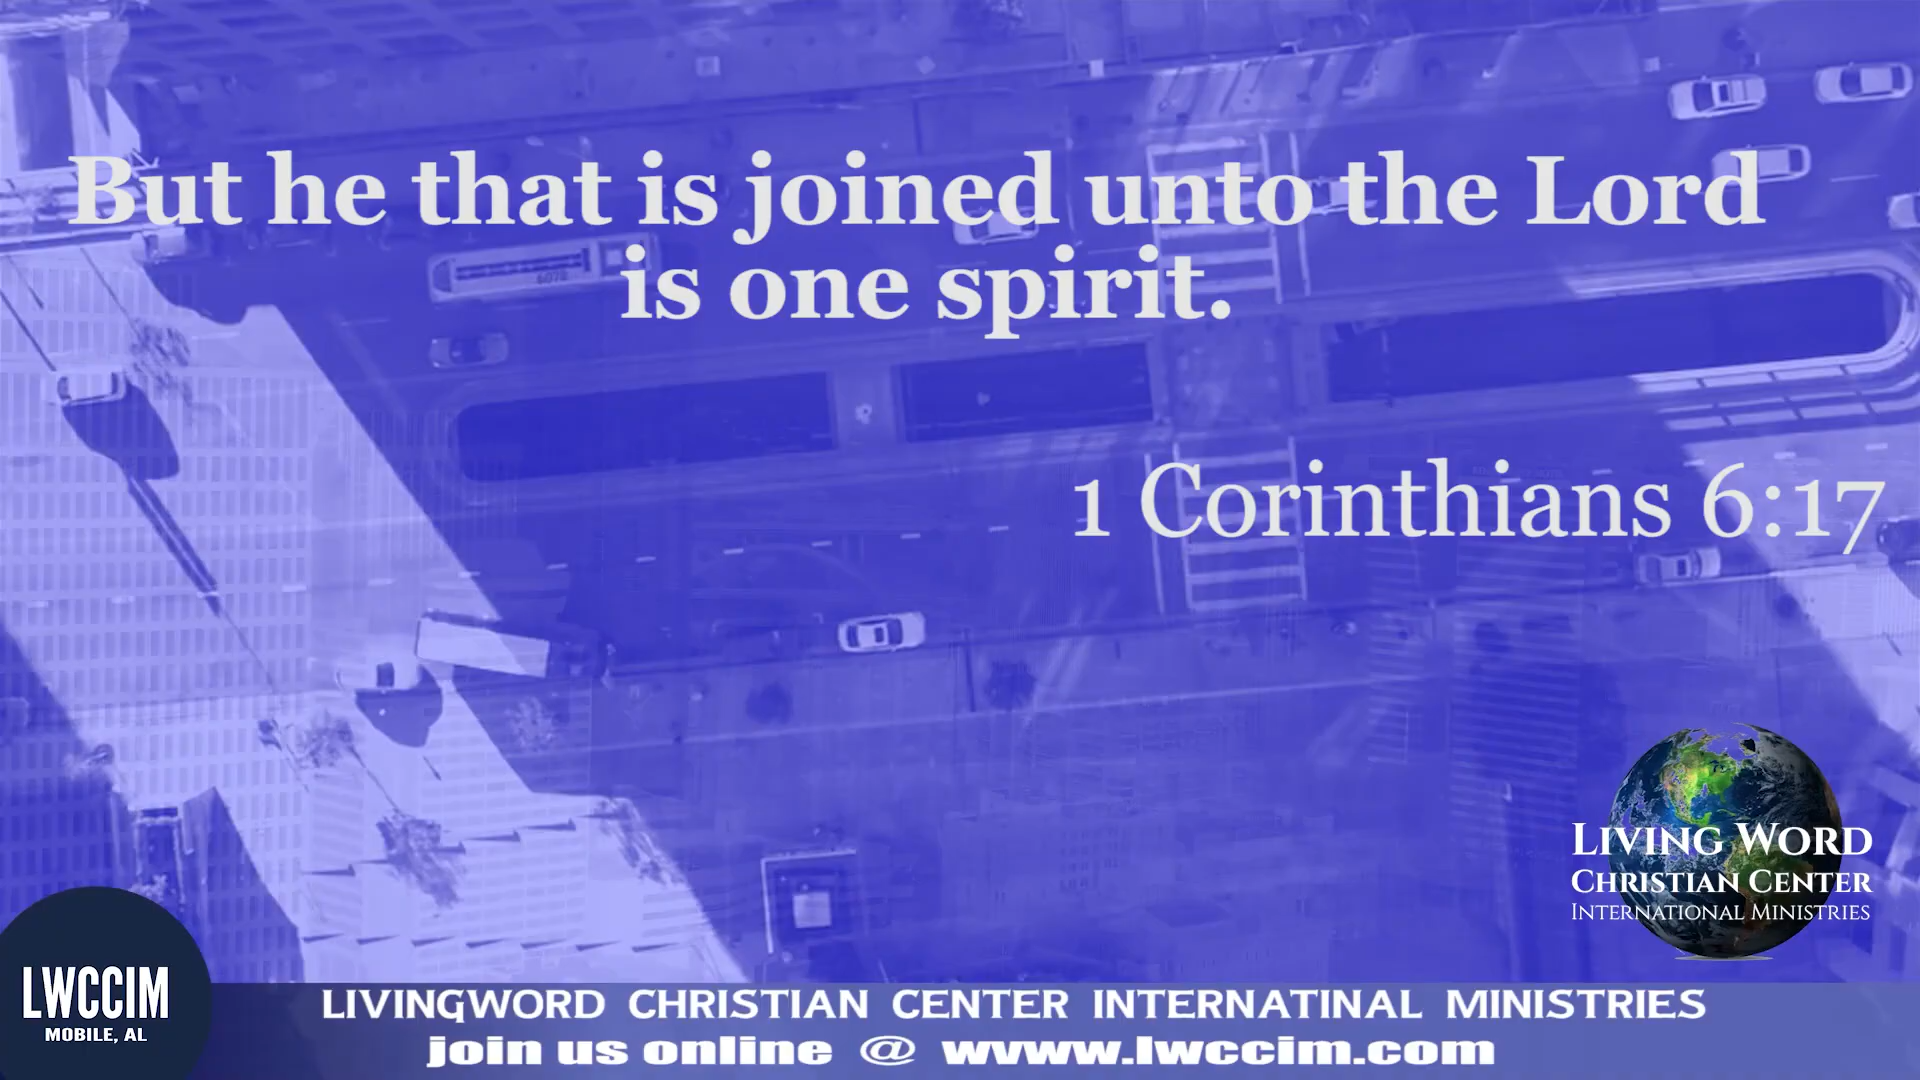 But he that is joined unto the Lord
is one spirit.
1 Corinthians 6:17
LIVING WORD
CHRISTIAN CENTER
INTERNATIONAL MINISTRIES
LWCCIM
MOBILE, AL
LIVINGWORD CHRISTIAN CENTER INTERNATINAL MINISTRIES
join us online @ wvww.lwccim.com